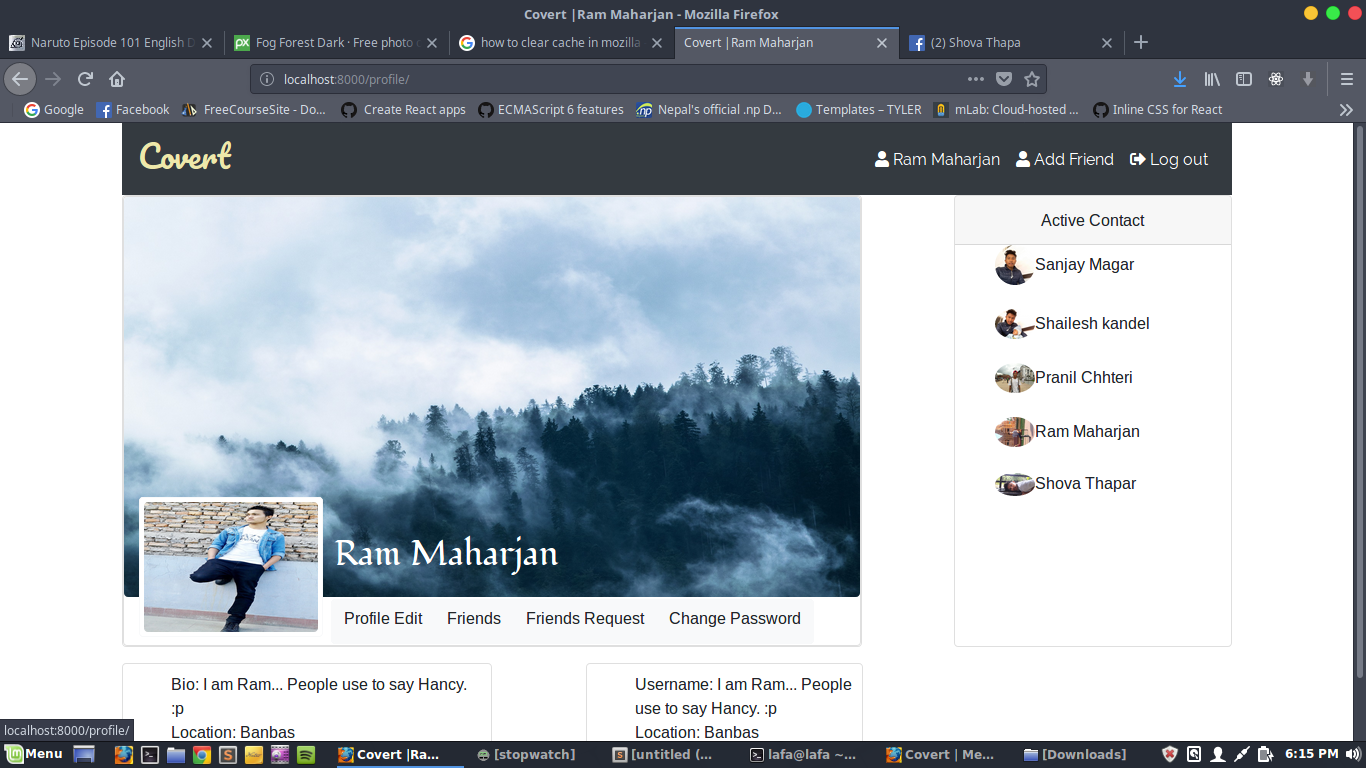 Covert |Ram Maharjan - Mozilla Firefox
Naruto Episode 101 English D
Fog Forest Dark · Free photo o
how to clear cache in mozilla
Covert |Ram Maharjan
(2) Shova Thapa
localhost:8000/profile/
Google
Facebook
FreeCourseSite - Do...
Create React apps
ECMAScript 6 features
Nepal's official .np D...
Templates – TYLER
mLab: Cloud-hosted ...
Inline CSS for React
Covert
Ram Maharjan
Add Friend
Log out
Active Contact
Sanjay Magar
Shailesh kandel
Pranil Chhteri
Ram Maharjan
Shova Thapar
Ram Maharjan
Profile Edit
Friends
Friends Request
Change Password
Bio: I am Ram... People use to say Hancy.
:p
Location: Banbas
Username: I am Ram... People
use to say Hancy. :p
Location: Banbas
localhost:8000/profile/
Menu
Covert |Ra...
[stopwatch]
[untitled (...
lafa@lafa ~...
Covert | Me...
[Downloads]
6:15 PM